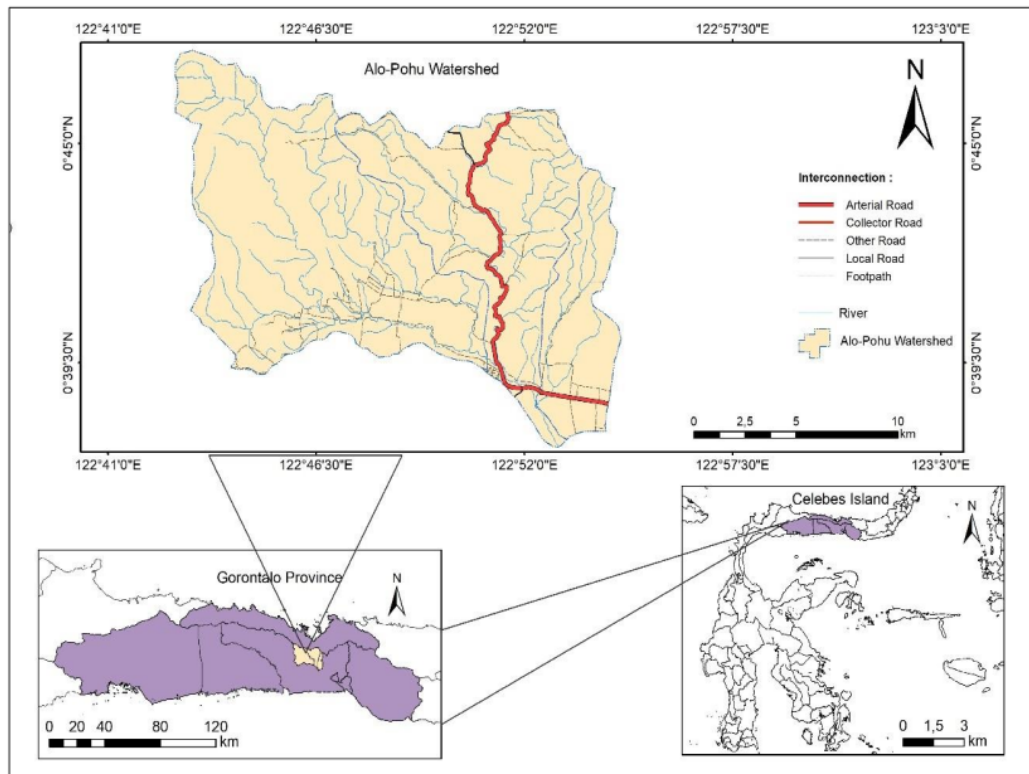 122°41'0"E 122°46'30"E 122°52'0"E 122°57'30"E 123°3'0"E
Alo-Pohu Watershed
N
0°45'0"N 0°45'0"N
Interconnection :
Arterial Road
Collector Road
Other Road
Local Road
Footpath
River
Alo-Pohu Watershed
0°39'30"N 0°39'30"N
0 2,5 5 10
km
122°41'0"E 122°46'30"E 122°52'0"E 122°57'30"E 123°3'0"E
Celebes Island
N
Gorontalo Province
N
0 20 40 80 120
km
0 1,5 3
km